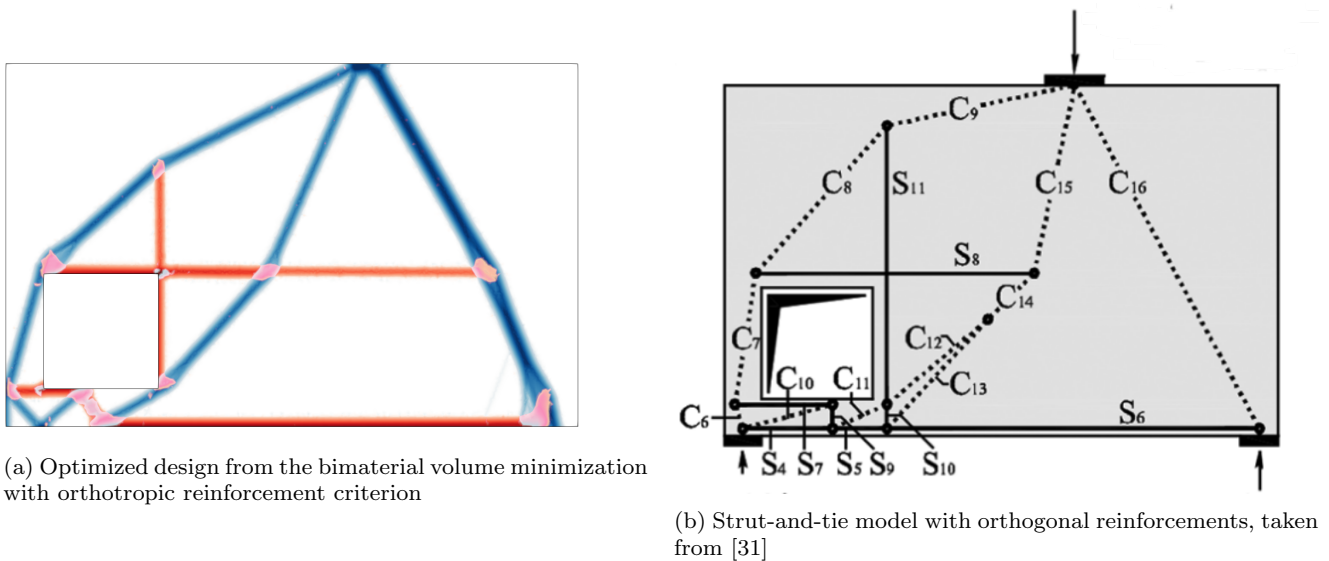 C₉
C₈
S₁₁
C₁₅
C₁₆
S₈
C₁₄
C₇
C₁₂
C₁₃
C₁₀
C₁₁
C₆
S₆
S₄
S₇
S₅
S₉
S₁₀
(a) Optimized design from the bimaterial volume minimization
with orthotropic reinforcement criterion
(b) Strut-and-tie model with orthogonal reinforcements, taken
from [31]